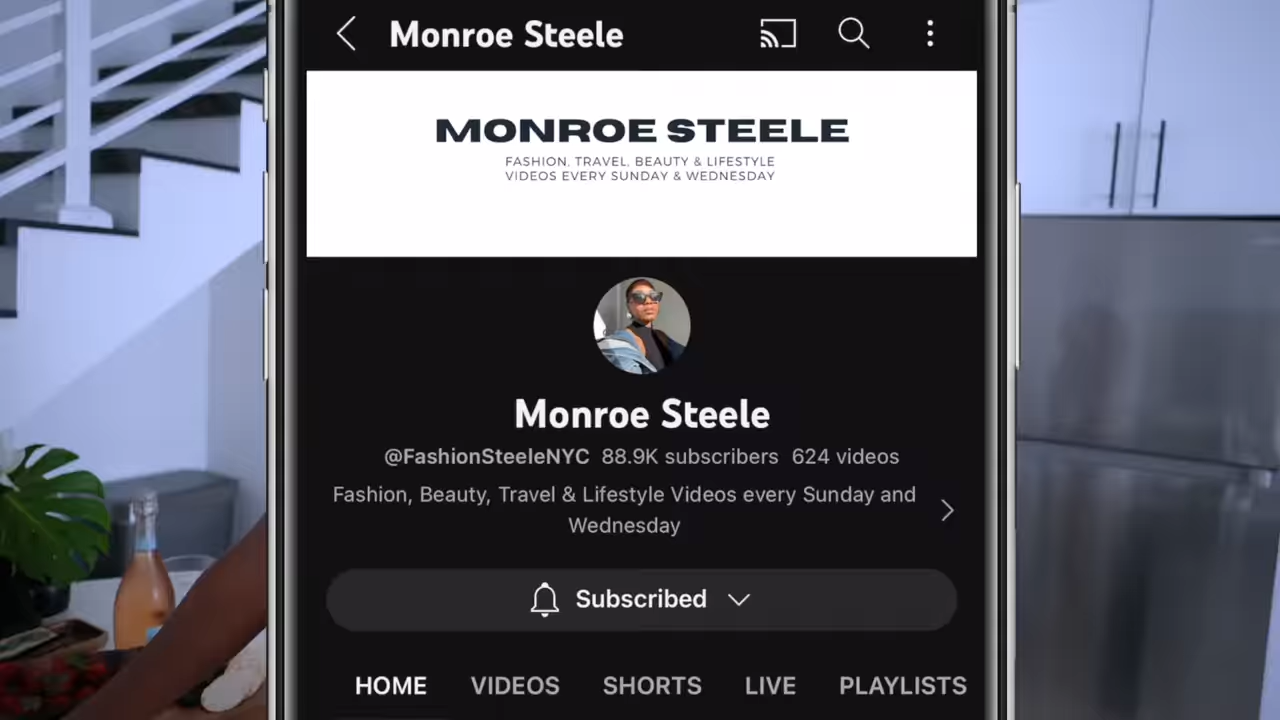 Monroe Steele
MONROE STEELE
FASHION, TRAVEL, BEAUTY & LIFESTYLE
VIDEOS EVERY SUNDAY & WEDNESDAY
Monroe Steele
@FashionSteeleNYC 88.9K subscribers 624 videos
Fashion, Beauty, Travel & Lifestyle Videos every Sunday and
Wednesday
Subscribed
HOME VIDEOS SHORTS LIVE PLAYLISTS